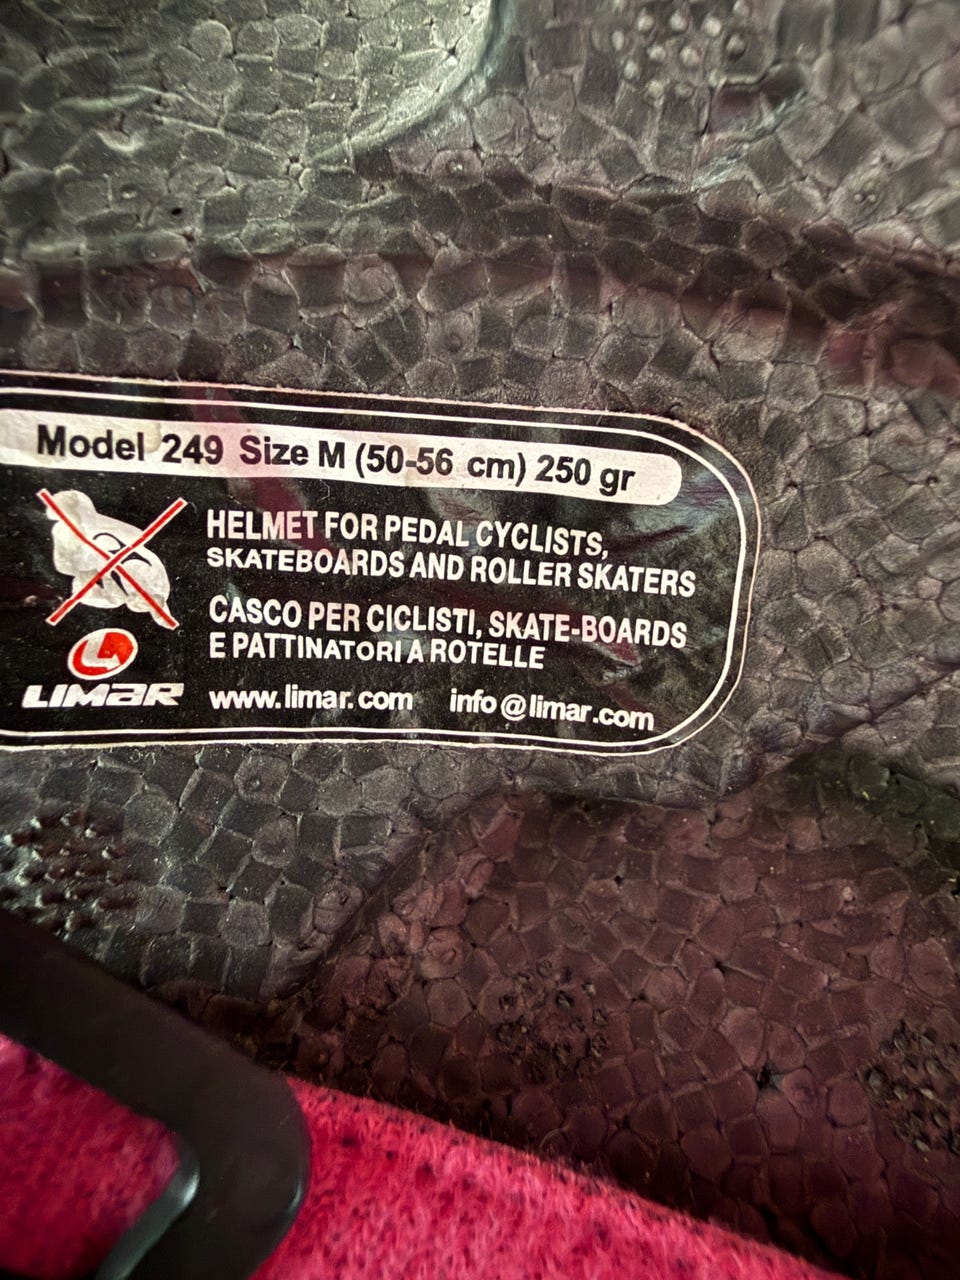 Model 249 Size M (50-56 cm) 250 gr
HELMET FOR PEDAL CYCLISTS,
SKATEBOARDS AND ROLLER SKATERS
CASCO PER CICLISTI, SKATE-BOARDS
E PATTINATORI A ROTELLE
LIMAR
www.limar.com info@limar.com